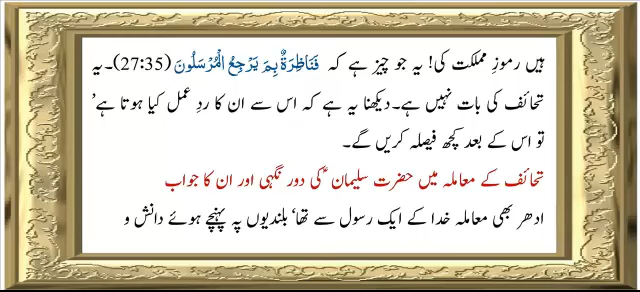 ہیں رموزِ مملکت کی! یہ جو چیز ہے کہ فَنَاظِرَةٌۢ بِمَ يَرْجِعُ الْمُرْسَلُونَ (27:35)۔یہ
تحائف کی بات نہیں ہے۔دیکھنا یہ ہے کہ اس سے ان کا ردِ عمل کیا ہوتا ہے’
تو اس کے بعد کچھ فیصلہ کریں گے۔
تحائف کے معاملہ میں حضرت سلیمان ؑ کی دور نگہی اور ان کا جواب
ادھر بھی معاملہ خدا کے ایک رسول سے تھا‘ بلندیوں پہ پہنچے ہوئے دانش و